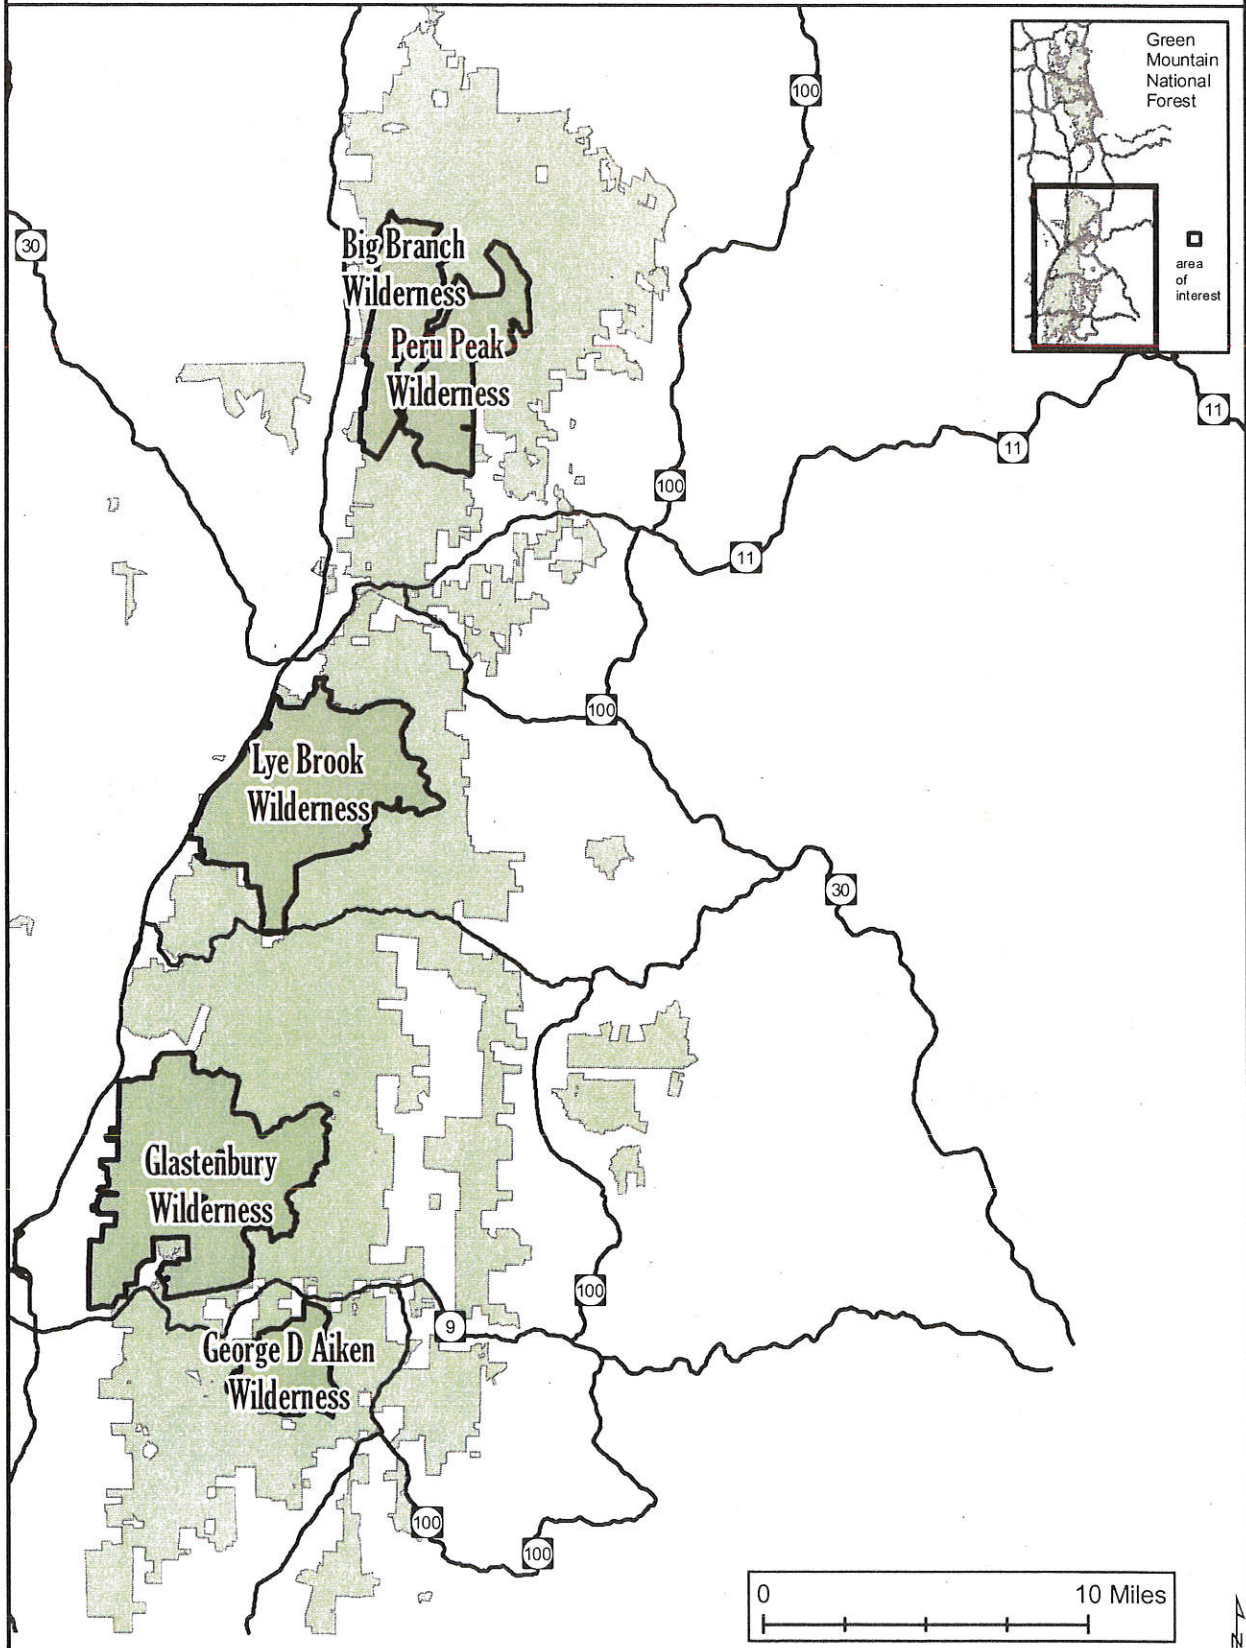 Green
Mountain
National
Forest
area
of
interest
100
30
Big Branch
Wilderness
Peru Peak
Wilderness
11
11
100
11
100
Lye Brook
Wilderness
30
Glastenbury
Wilderness
100
9
George D Aiken
Wilderness
100
100
0 10 Miles
N